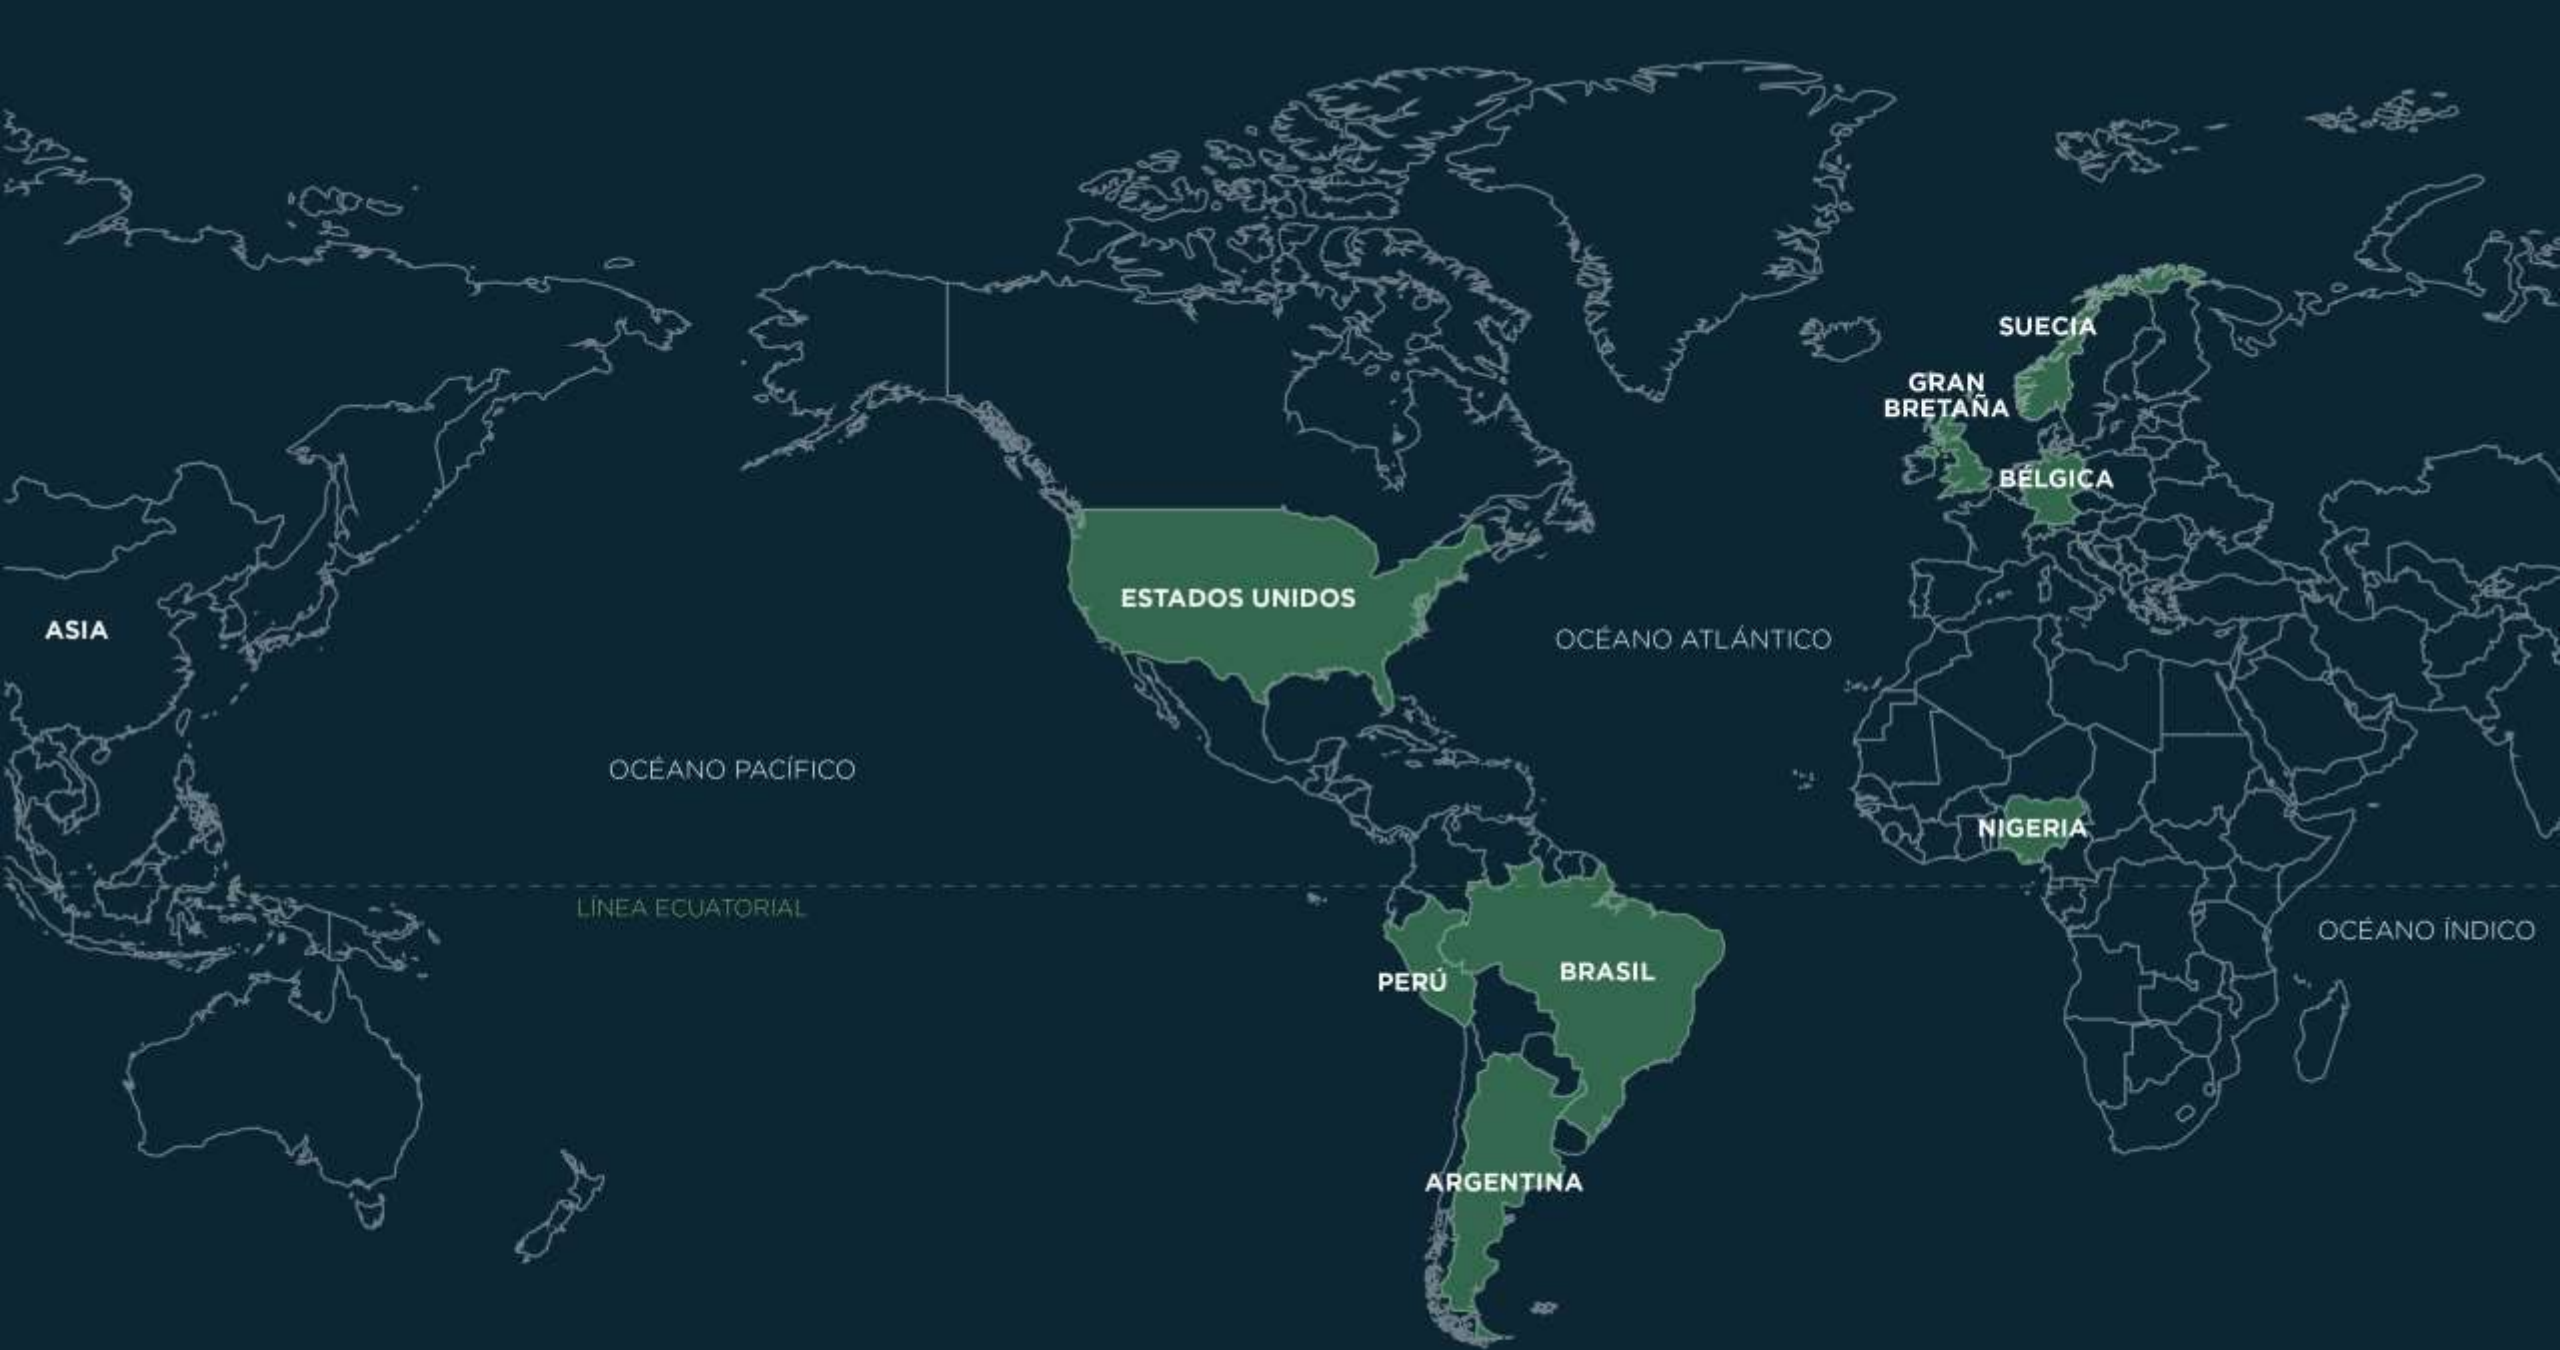 SUECIA
GRAN
BRETAÑA
BÉLGICA
ESTADOS UNIDOS
ASIA
OCÉANO ATLÁNTICO
OCÉANO PACÍFICO
NIGERIA
LÍNEA ECUATORIAL
OCÉANO ÍNDICO
BRASIL
PERÚ
ARGENTINA